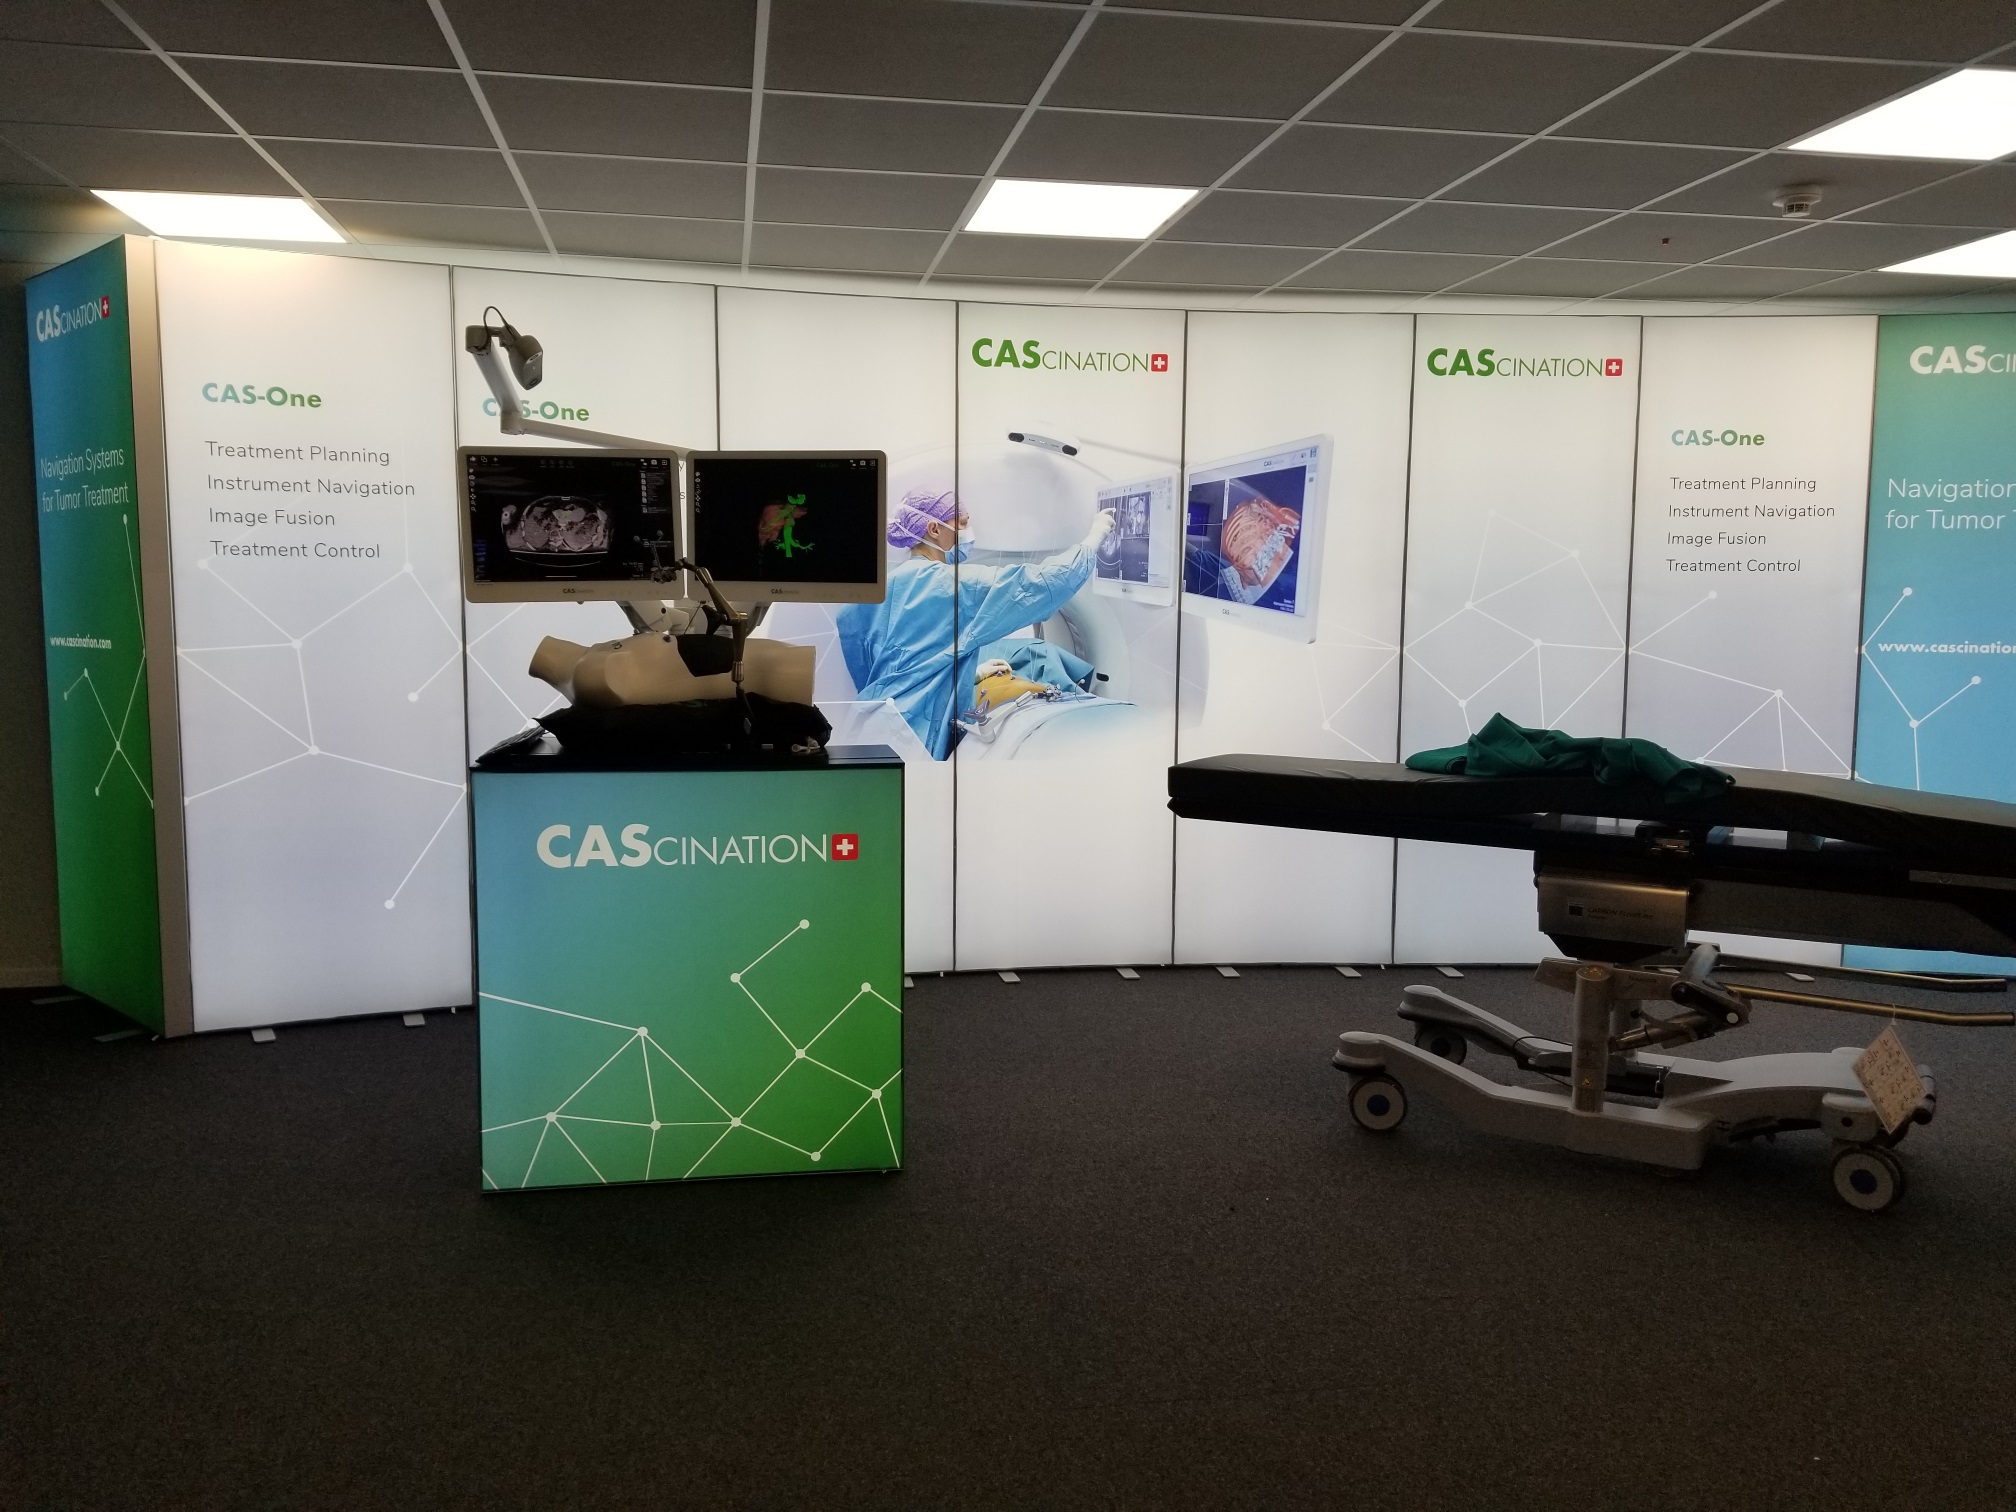 CASCINATION
Navigation Systems
for Tumor Treatment
www.cascination.com
CAS-One
Treatment Planning
Instrument Navigation
Image Fusion
Treatment Control
CAS-One
CASCINATION
CASCINATION
CAS-One
Treatment Planning
Instrument Navigation
Image Fusion
Treatment Control
CASCI
Navigation
for Tumor T
www.cascination
CASCINATION